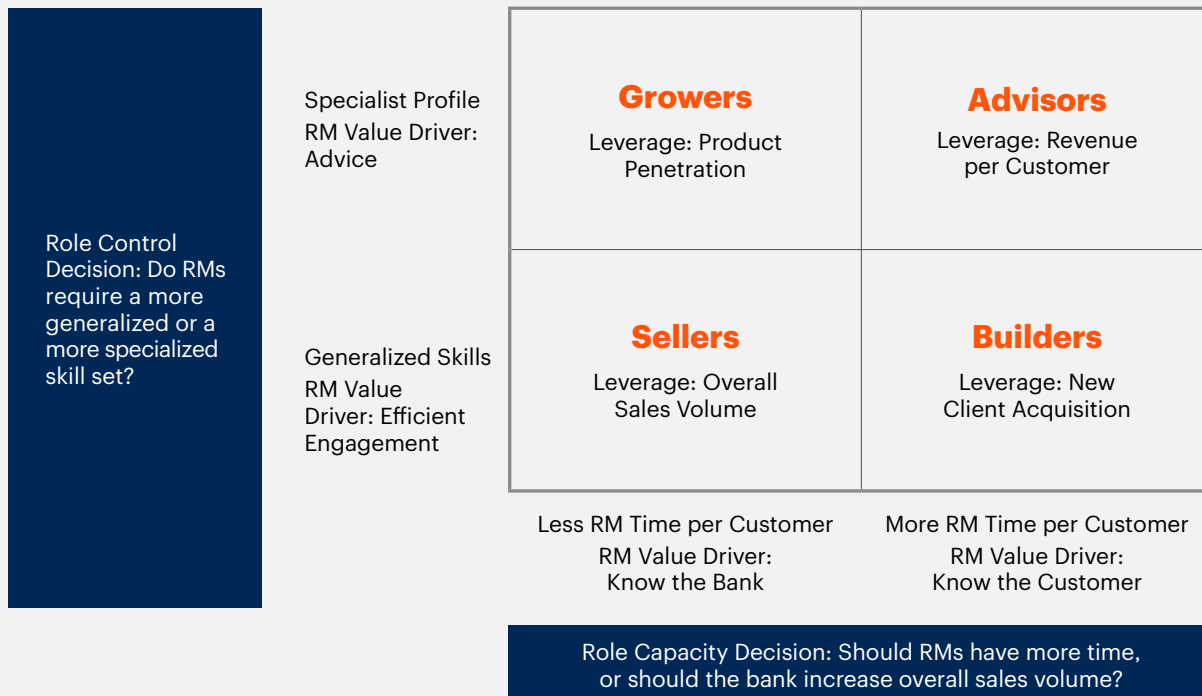 Role Control
Decision: Do RMs
require a more
generalized or a
more specialized
skill set?
Specialist Profile
RM Value Driver:
Advice
Growers
Leverage: Product
Penetration
Advisors
Leverage: Revenue
per Customer
Generalized Skills
RM Value
Driver: Efficient
Engagement
Sellers
Leverage: Overall
Sales Volume
Builders
Leverage: New
Client Acquisition
Less RM Time per Customer
RM Value Driver:
Know the Bank
More RM Time per Customer
RM Value Driver:
Know the Customer
Role Capacity Decision: Should RMs have more time,
or should the bank increase overall sales volume?